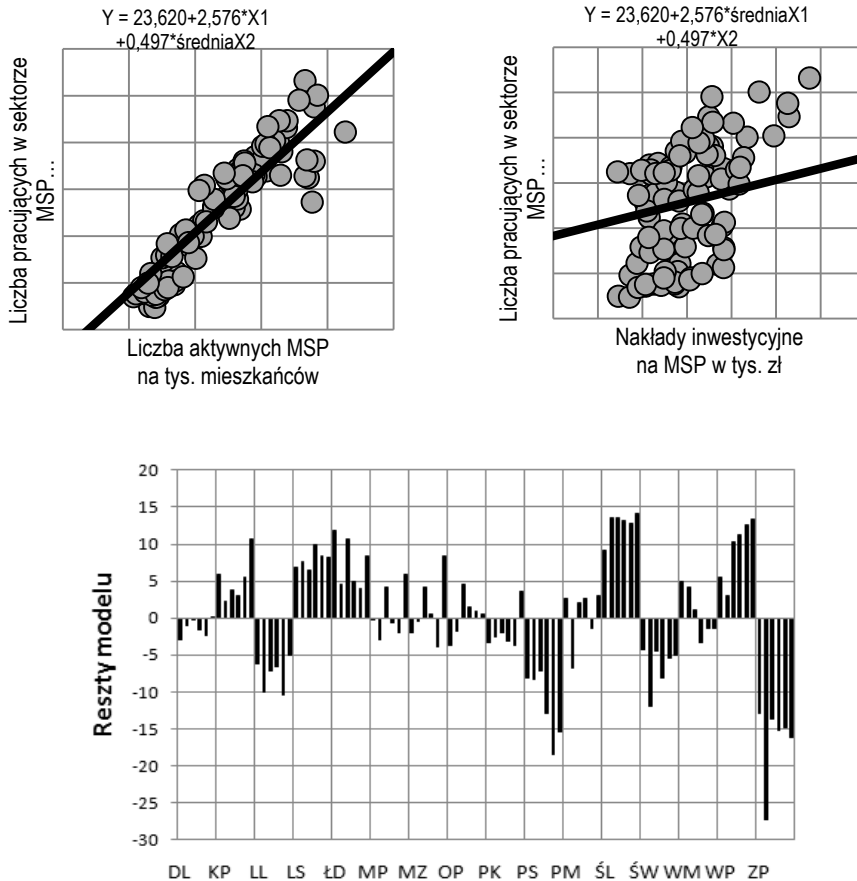 Y = 23,620+2,576*X1
+0,497*średniaX2
Liczba pracujących w sektorze
MSP…
Liczba aktywnych MSP
na tys. mieszkańców
Y = 23,620+2,576*średniaX1
+0,497*X2
Liczba pracujących w sektorze
MSP…
Nakłady inwestycyjne
na MSP w tys. zł
Reszty modelu
20
15
10
5
0
-5
-10
-15
-20
-25
-30
DL KP LL LS ŁD MP MZ OP PK PS PM ŚL ŚW WM WP ZP